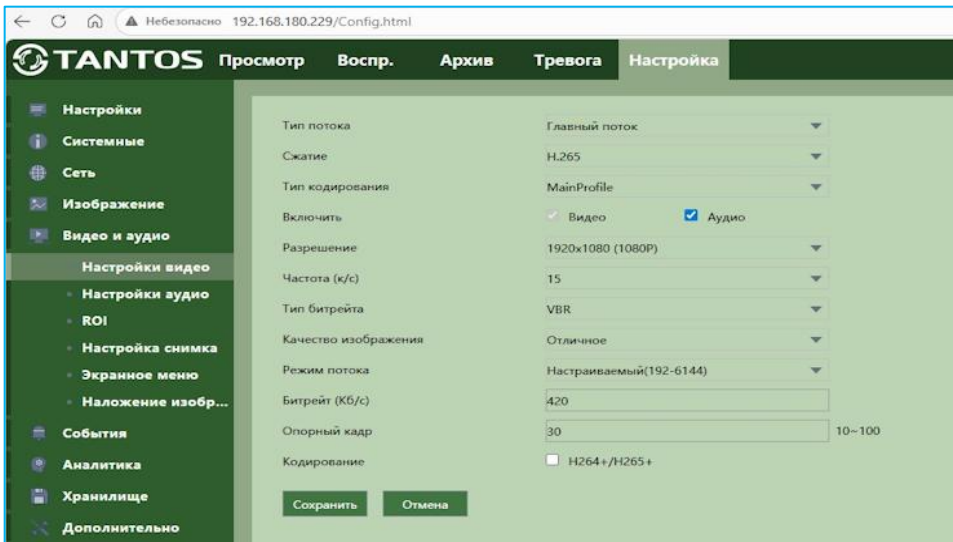 Небезопасно 192.168.180.229/Config.html
TANTOS Просмотр Воспр. Архив Тревога Настройка
Настройки
Системные
Сеть
Изображение
Видео и аудио
Настройки видео
Настройки аудио
ROI
Настройка снимка
Экранное меню
Наложение изобр...
События
Аналитика
Хранилище
Дополнительно
Тип потока Главный поток
Сжатие H.265
Тип кодирования MainProfile
Включить Видео Аудио
Разрешение 1920x1080 (1080P)
Частота (к/с) 15
Тип битрейта VBR
Качество изображения Отличное
Режим потока Настраиваемый(192-6144)
Битрейт (Кб/с) 420
Опорный кадр 30 10~100
Кодирование H264+/H265+
Сохранить Отмена